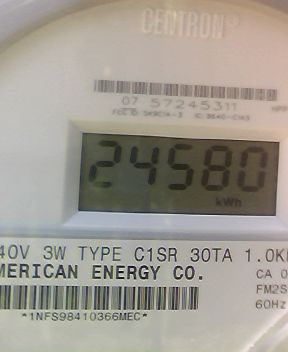 CENTRON®
07 57245311
24580
kWh
40V 3W TYPE C1SR 30TA 1.0K
MERICAN ENERGY CO.
CA 0
FM2S
60Hz
*1NFS98410366MEC*